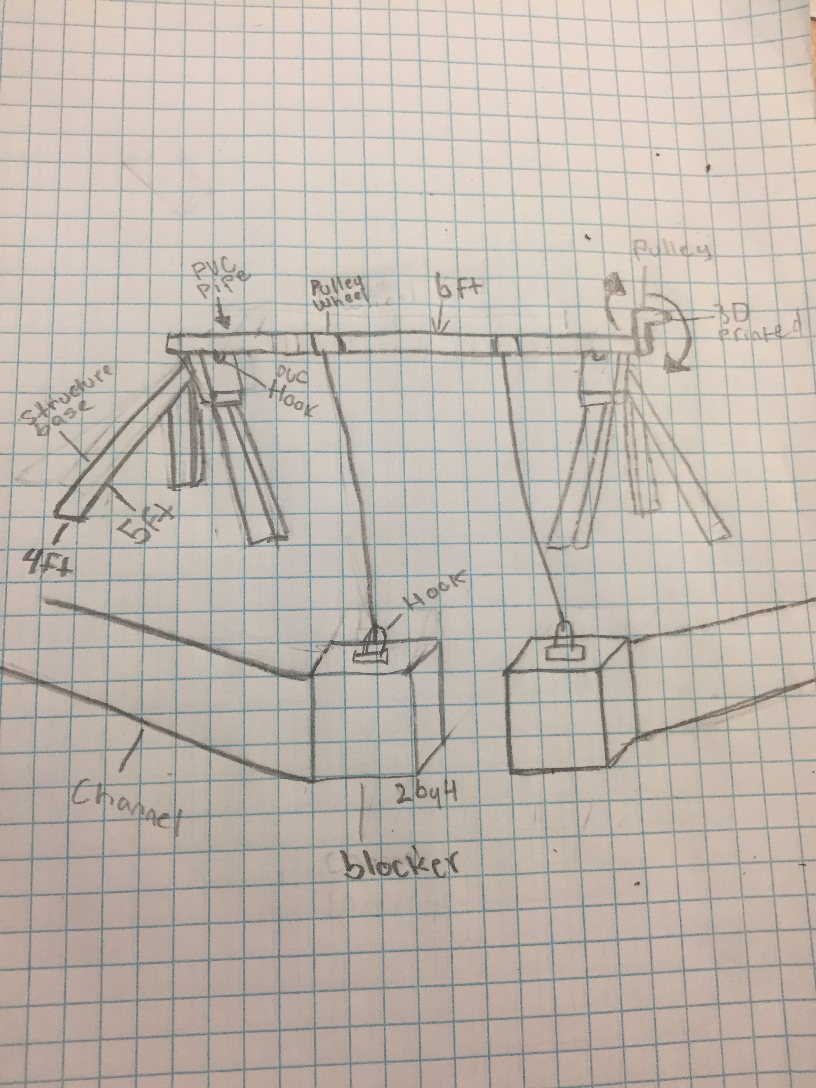 Pulley
PVC
Pipe
Pulley
wheel
6ft
3D
printed
PVC
Hook
Structure
base
5ft
4ft
Hook
Channel
2by4
blocker